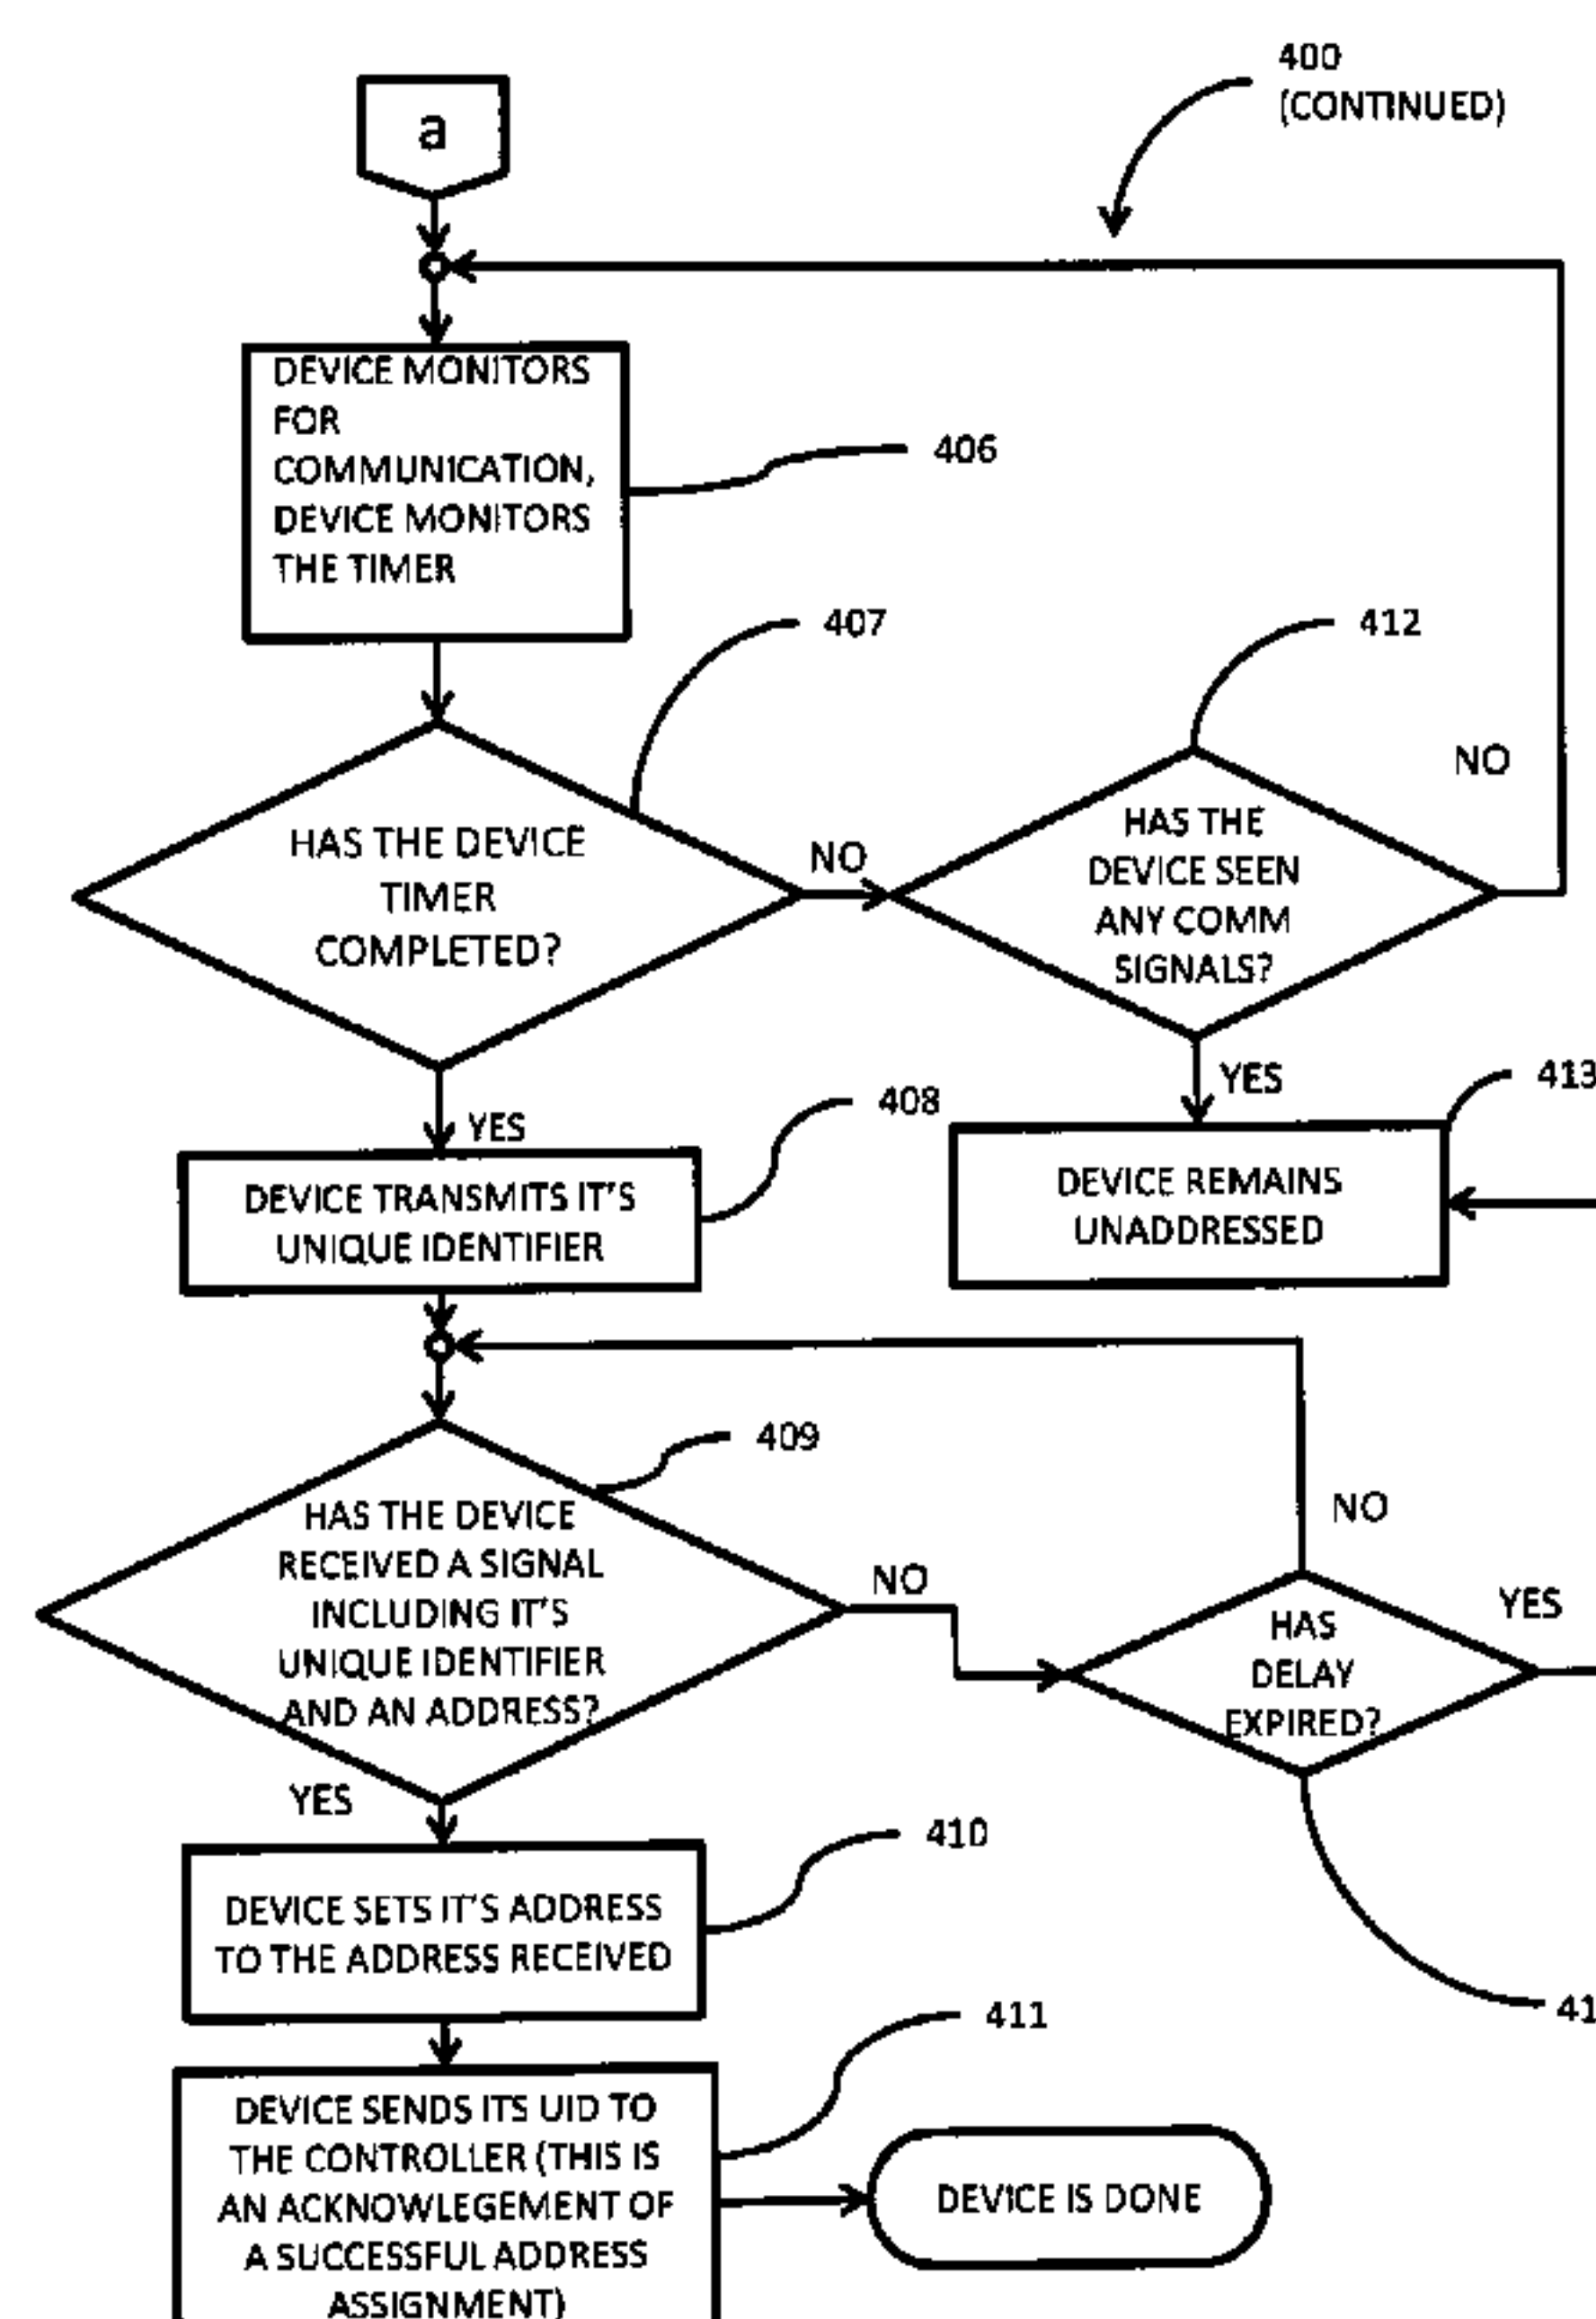 400
(CONTINUED)
a
DEVICE MONITORS
FOR
COMMUNICATION,
DEVICE MONITORS
THE TIMER
406
407
412
HAS THE DEVICE
TIMER
COMPLETED?
NO
HAS THE
DEVICE SEEN
ANY COMM
SIGNALS?
NO
YES
408
YES
413
DEVICE TRANSMITS IT'S
UNIQUE IDENTIFIER
DEVICE REMAINS
UNADDRESSED
409
HAS THE DEVICE
RECEIVED A SIGNAL
INCLUDING IT'S
UNIQUE IDENTIFIER
AND AN ADDRESS?
NO
NO
HAS
DELAY
EXPIRED?
YES
YES
410
DEVICE SETS IT'S ADDRESS
TO THE ADDRESS RECEIVED
411
DEVICE SENDS ITS UID TO
THE CONTROLLER (THIS IS
AN ACKNOWLEGEMENT OF
A SUCCESSFUL ADDRESS
ASSIGNMENT)
DEVICE IS DONE